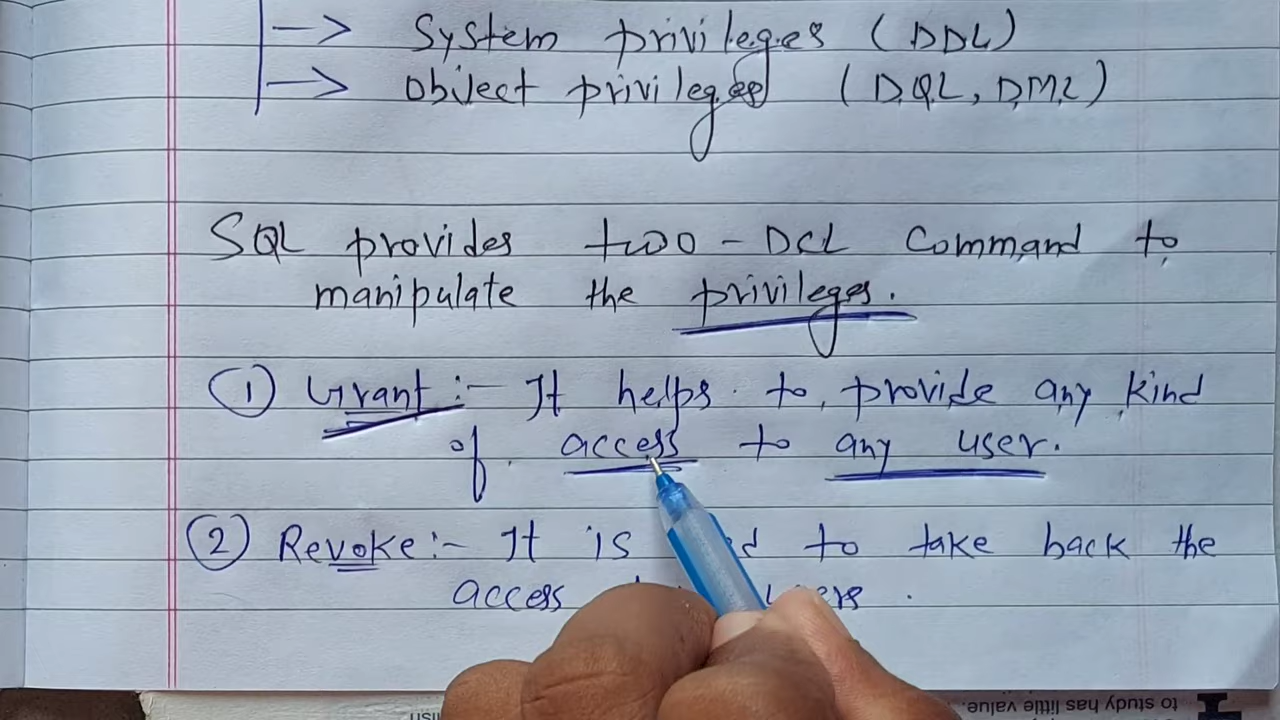 —> System privileges (DDL)
—> Object privileges (DQL, DML)
SQL provides two - DCL Command to
manipulate the privileges.
① Grant :- It helps to provide any kind
of access to any user.
② Revoke :- It is to take back the
access .
to study has little value.